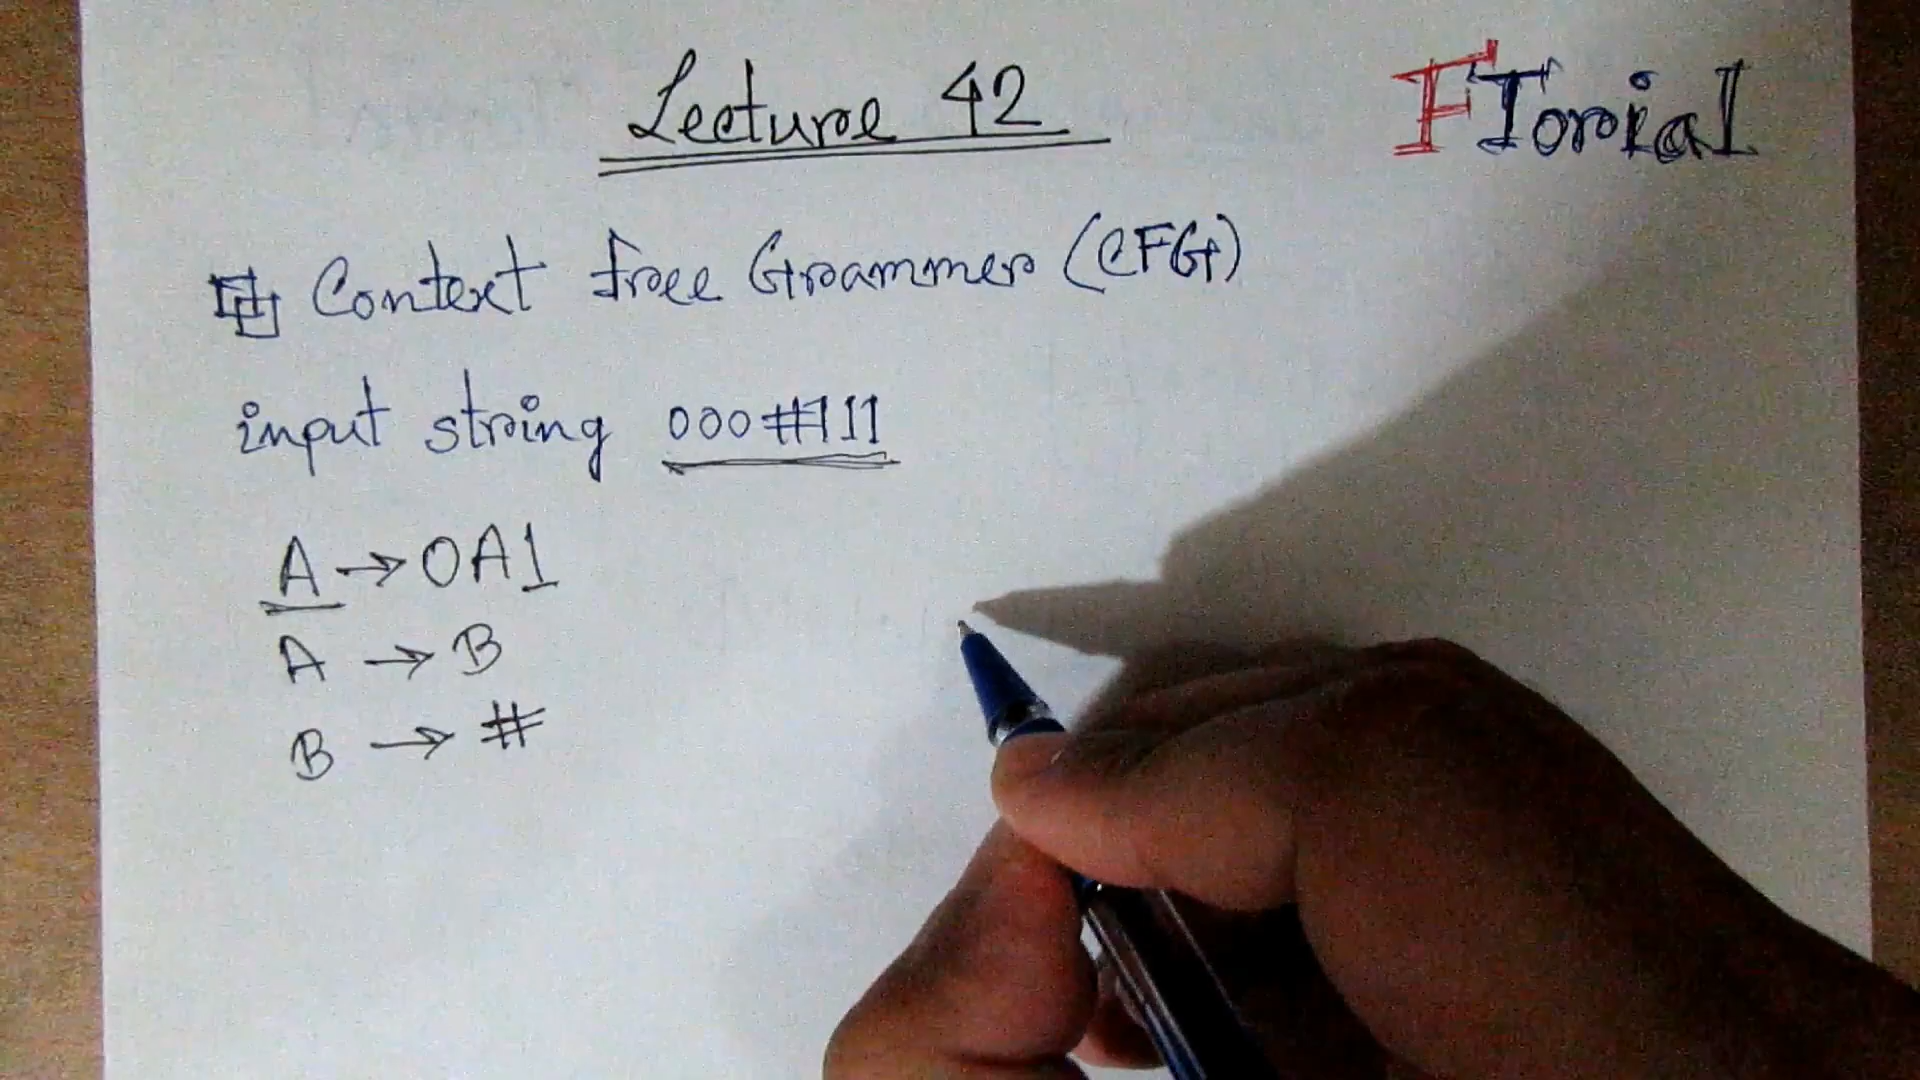 Lecture 42
FTorial
Context free Grammer (CFG)
input string 000#111
A → 0A1
A → B
B → #